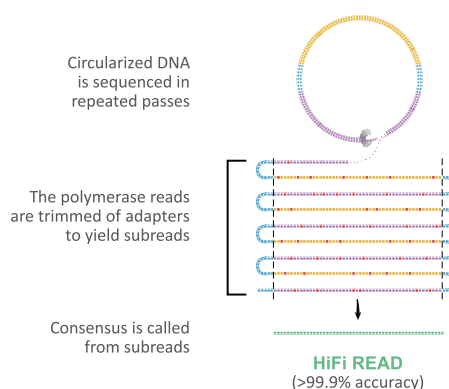 Circularized DNA
is sequenced in
repeated passes
The polymerase reads
are trimmed of adapters
to yield subreads
Consensus is called
from subreads
HiFi READ
(>99.9% accuracy)